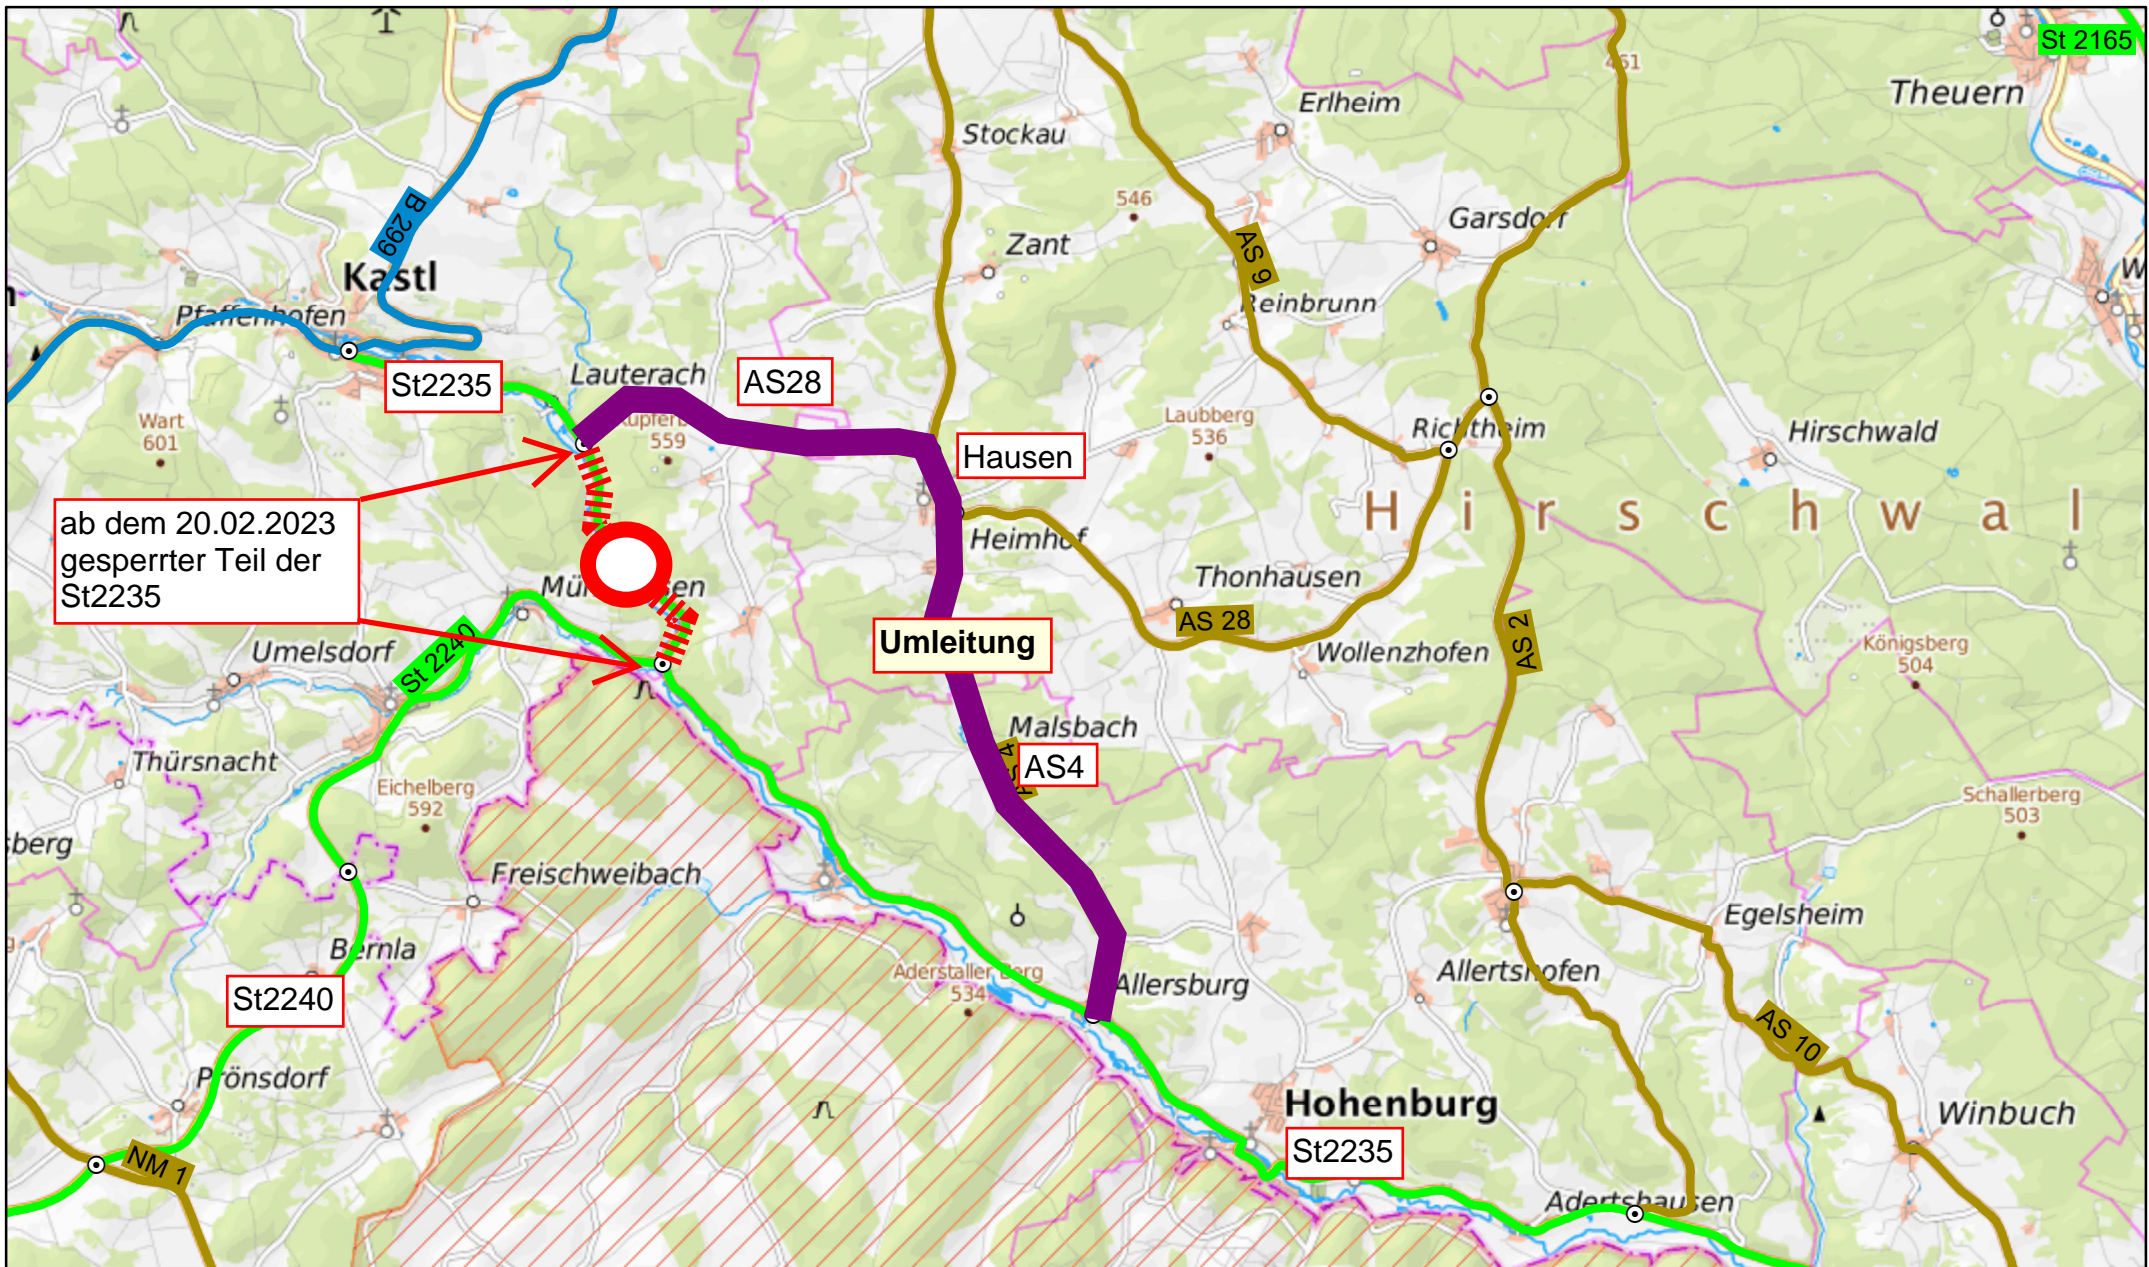 St 2165
461
Theuern
Erlheim
Stockau
546
Garsdorf
B 299
Zant
AS 9
Kastl
Reinbrunn
Pfaffenhofen
Lauterach
St2235
AS28
Wart
601
559
Laubberg
536
Richtheim
Hirschwald
Hausen
Hirschwal
ab dem 20.02.2023
gesperrter Teil der
St2235
Heimhof
Thonhausen
AS 28
Umleitung
AS 2
Königsberg
504
Umelsdorf
St 2240
Wollenzhofen
Malsbach
AS4
Thürsnacht
Eichelberg
592
Schallerberg
503
sberg
Freischweibach
Egelsheim
Bernla
Aderstaller Berg
534
Allersburg
Allertshofen
St2240
AS 10
Prönsdorf
Hohenburg
Winbuch
St2235
NM 1
Adertshausen